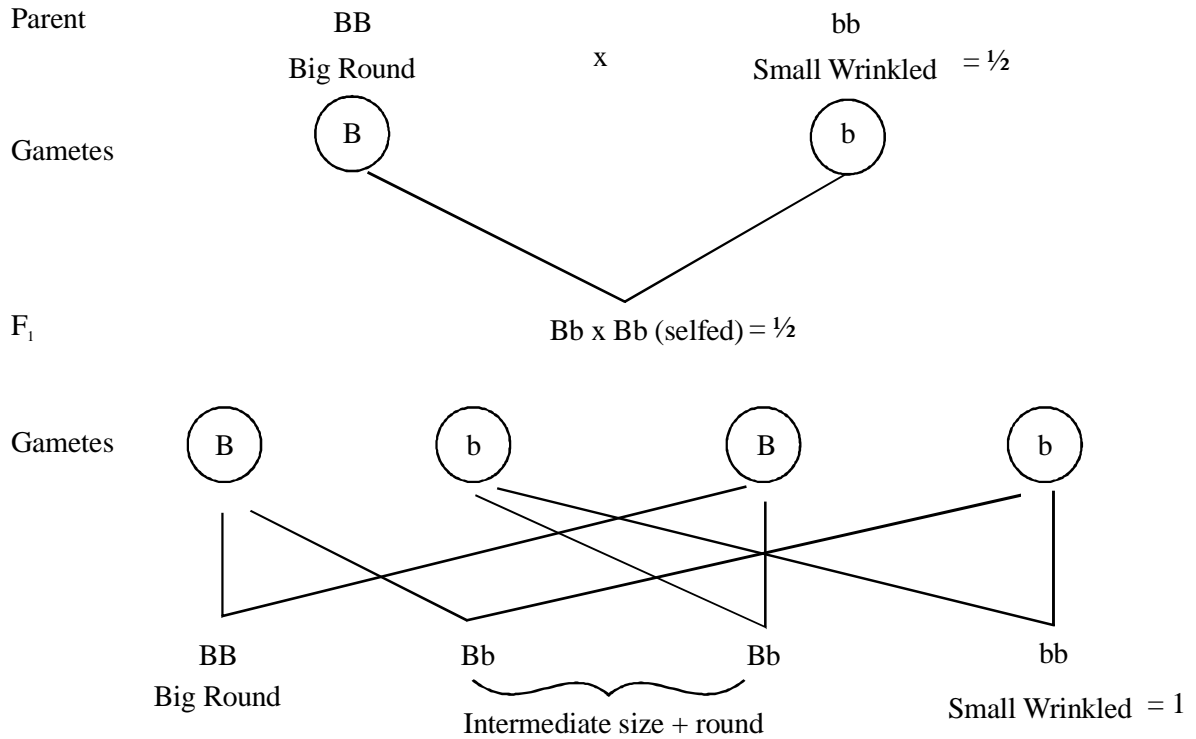 Parent BB bb
Big Round x Small Wrinkled = ½
Gametes B b
F₁ Bb x Bb (selfed) = ½
Gametes B b B b
BB Bb Bb bb
Big Round Intermediate size + round Small Wrinkled = 1